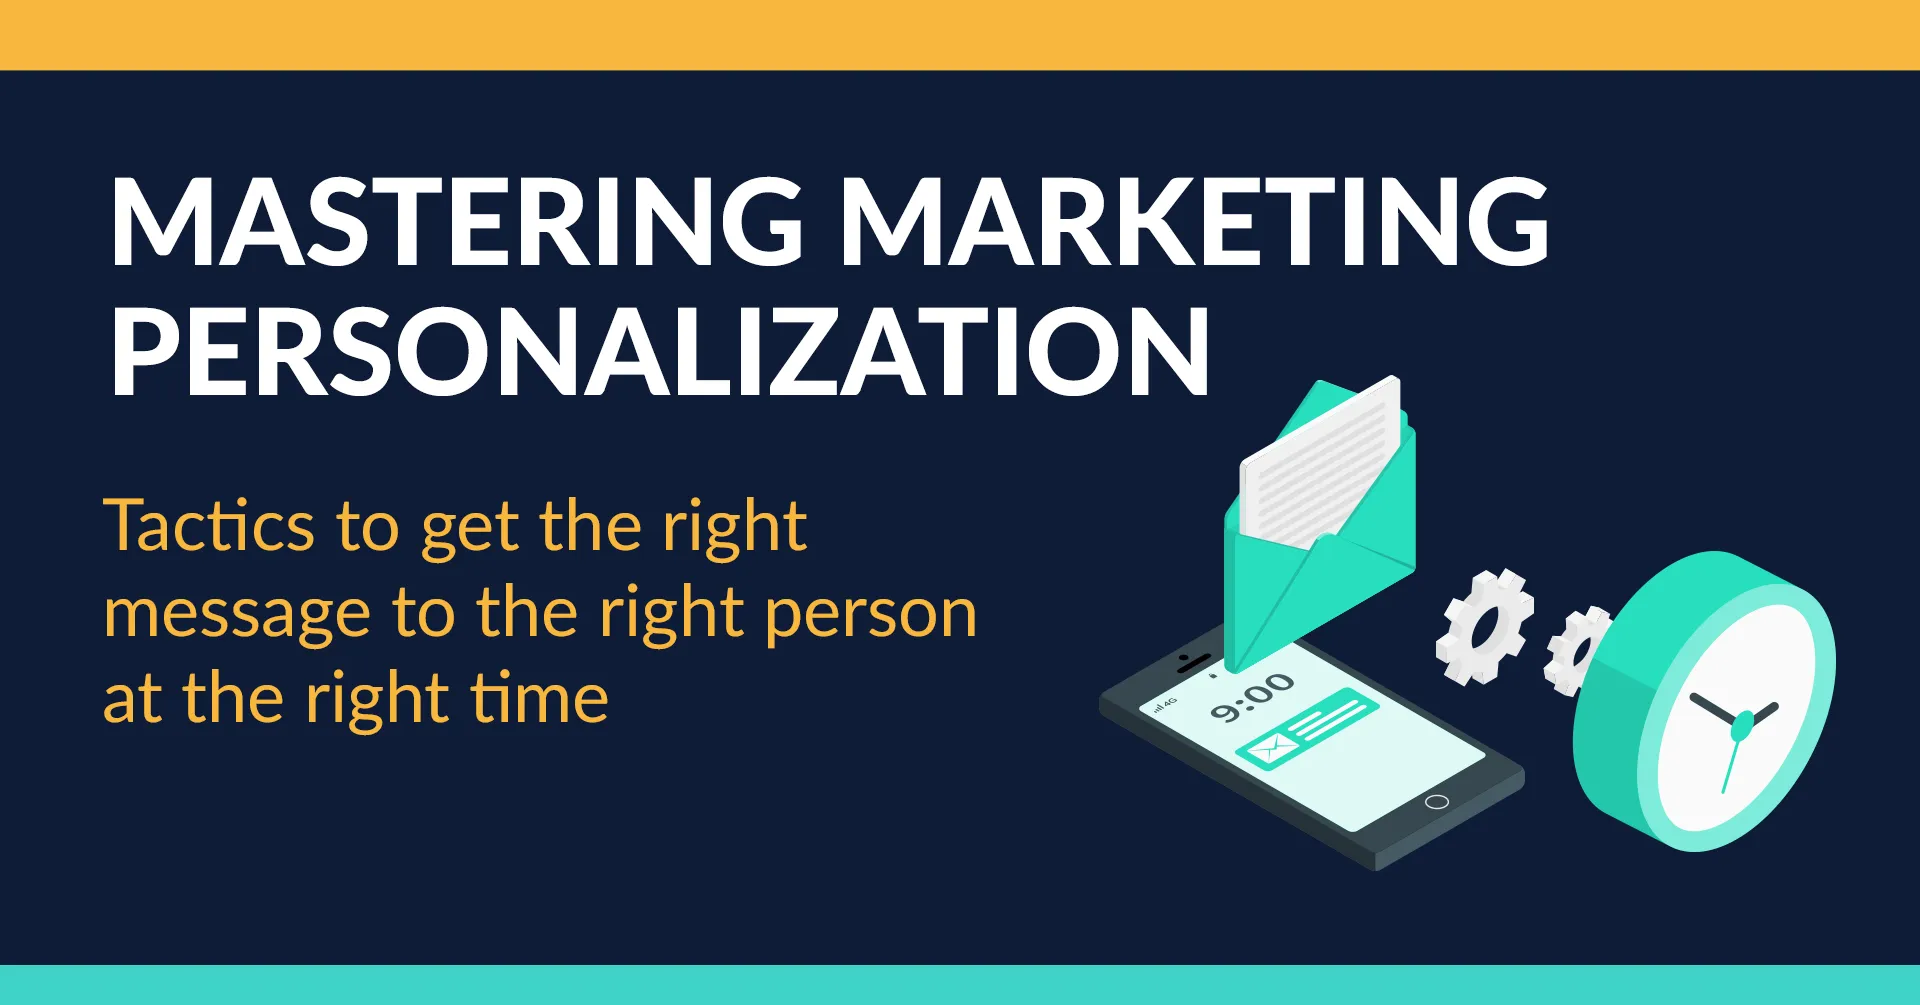 MASTERING MARKETING
PERSONALIZATION
Tactics to get the right
message to the right person
at the right time
4G
9:00